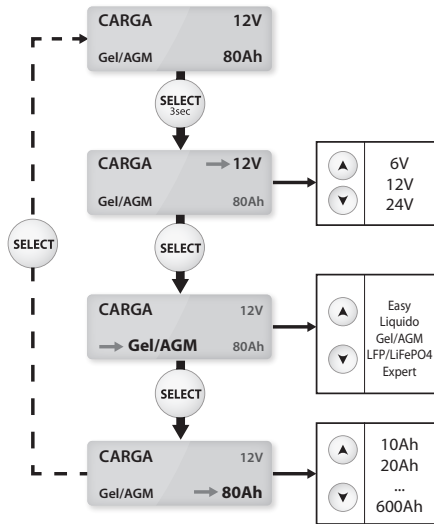 CARGA 12V
Gel/AGM 80Ah
SELECT
3sec
CARGA 12V
Gel/AGM 80Ah
6V
12V
24V
SELECT
SELECT
CARGA 12V
Gel/AGM 80Ah
Easy
Liquido
Gel/AGM
LFP/LiFePO4
Expert
SELECT
CARGA 12V
Gel/AGM 80Ah
10Ah
20Ah
...
600Ah